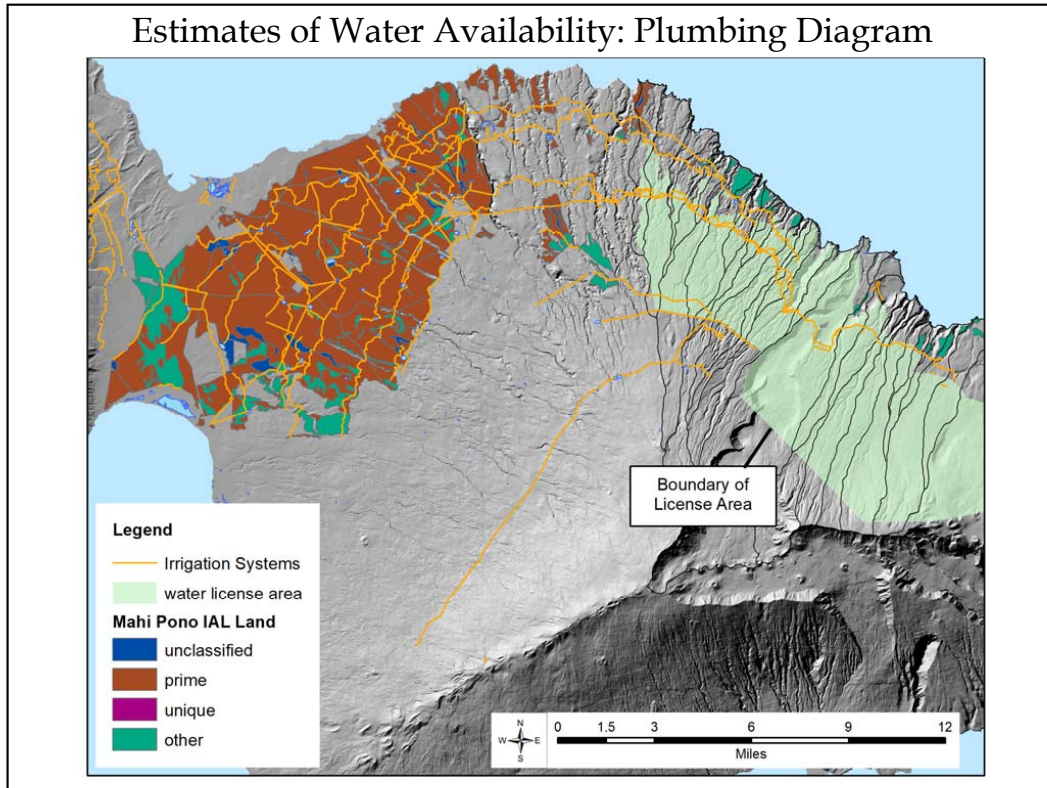 Estimates of Water Availability: Plumbing Diagram
Boundary of
License Area
Legend
Irrigation Systems
water license area
Mahi Pono IAL Land
unclassified
prime
unique
other
N
W E
S
0 1.5 3 6 9 12
Miles